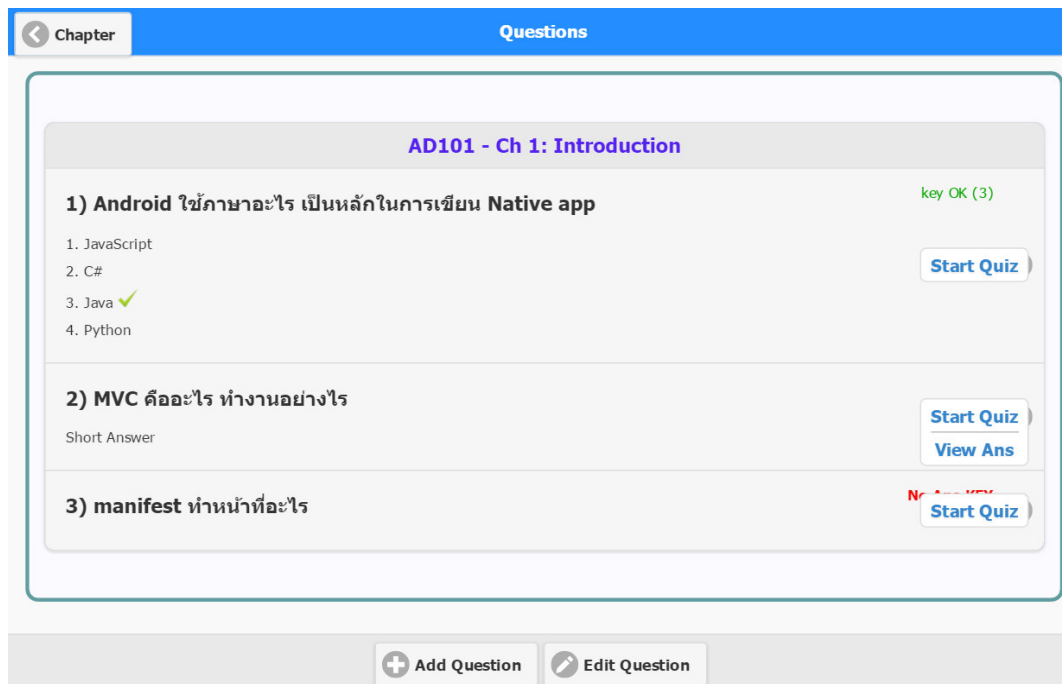 Chapter
Questions
AD101 - Ch 1: Introduction
1) Android ใช้ภาษาอะไร เป็นหลักในการเขียน Native app
key OK (3)
1. JavaScript
2. C#
3. Java
4. Python
Start Quiz
2) MVC คืออะไร ทำงานอย่างไร
Short Answer
Start Quiz
View Ans
3) manifest ทำหน้าที่อะไร
Start Quiz
Add Question
Edit Question